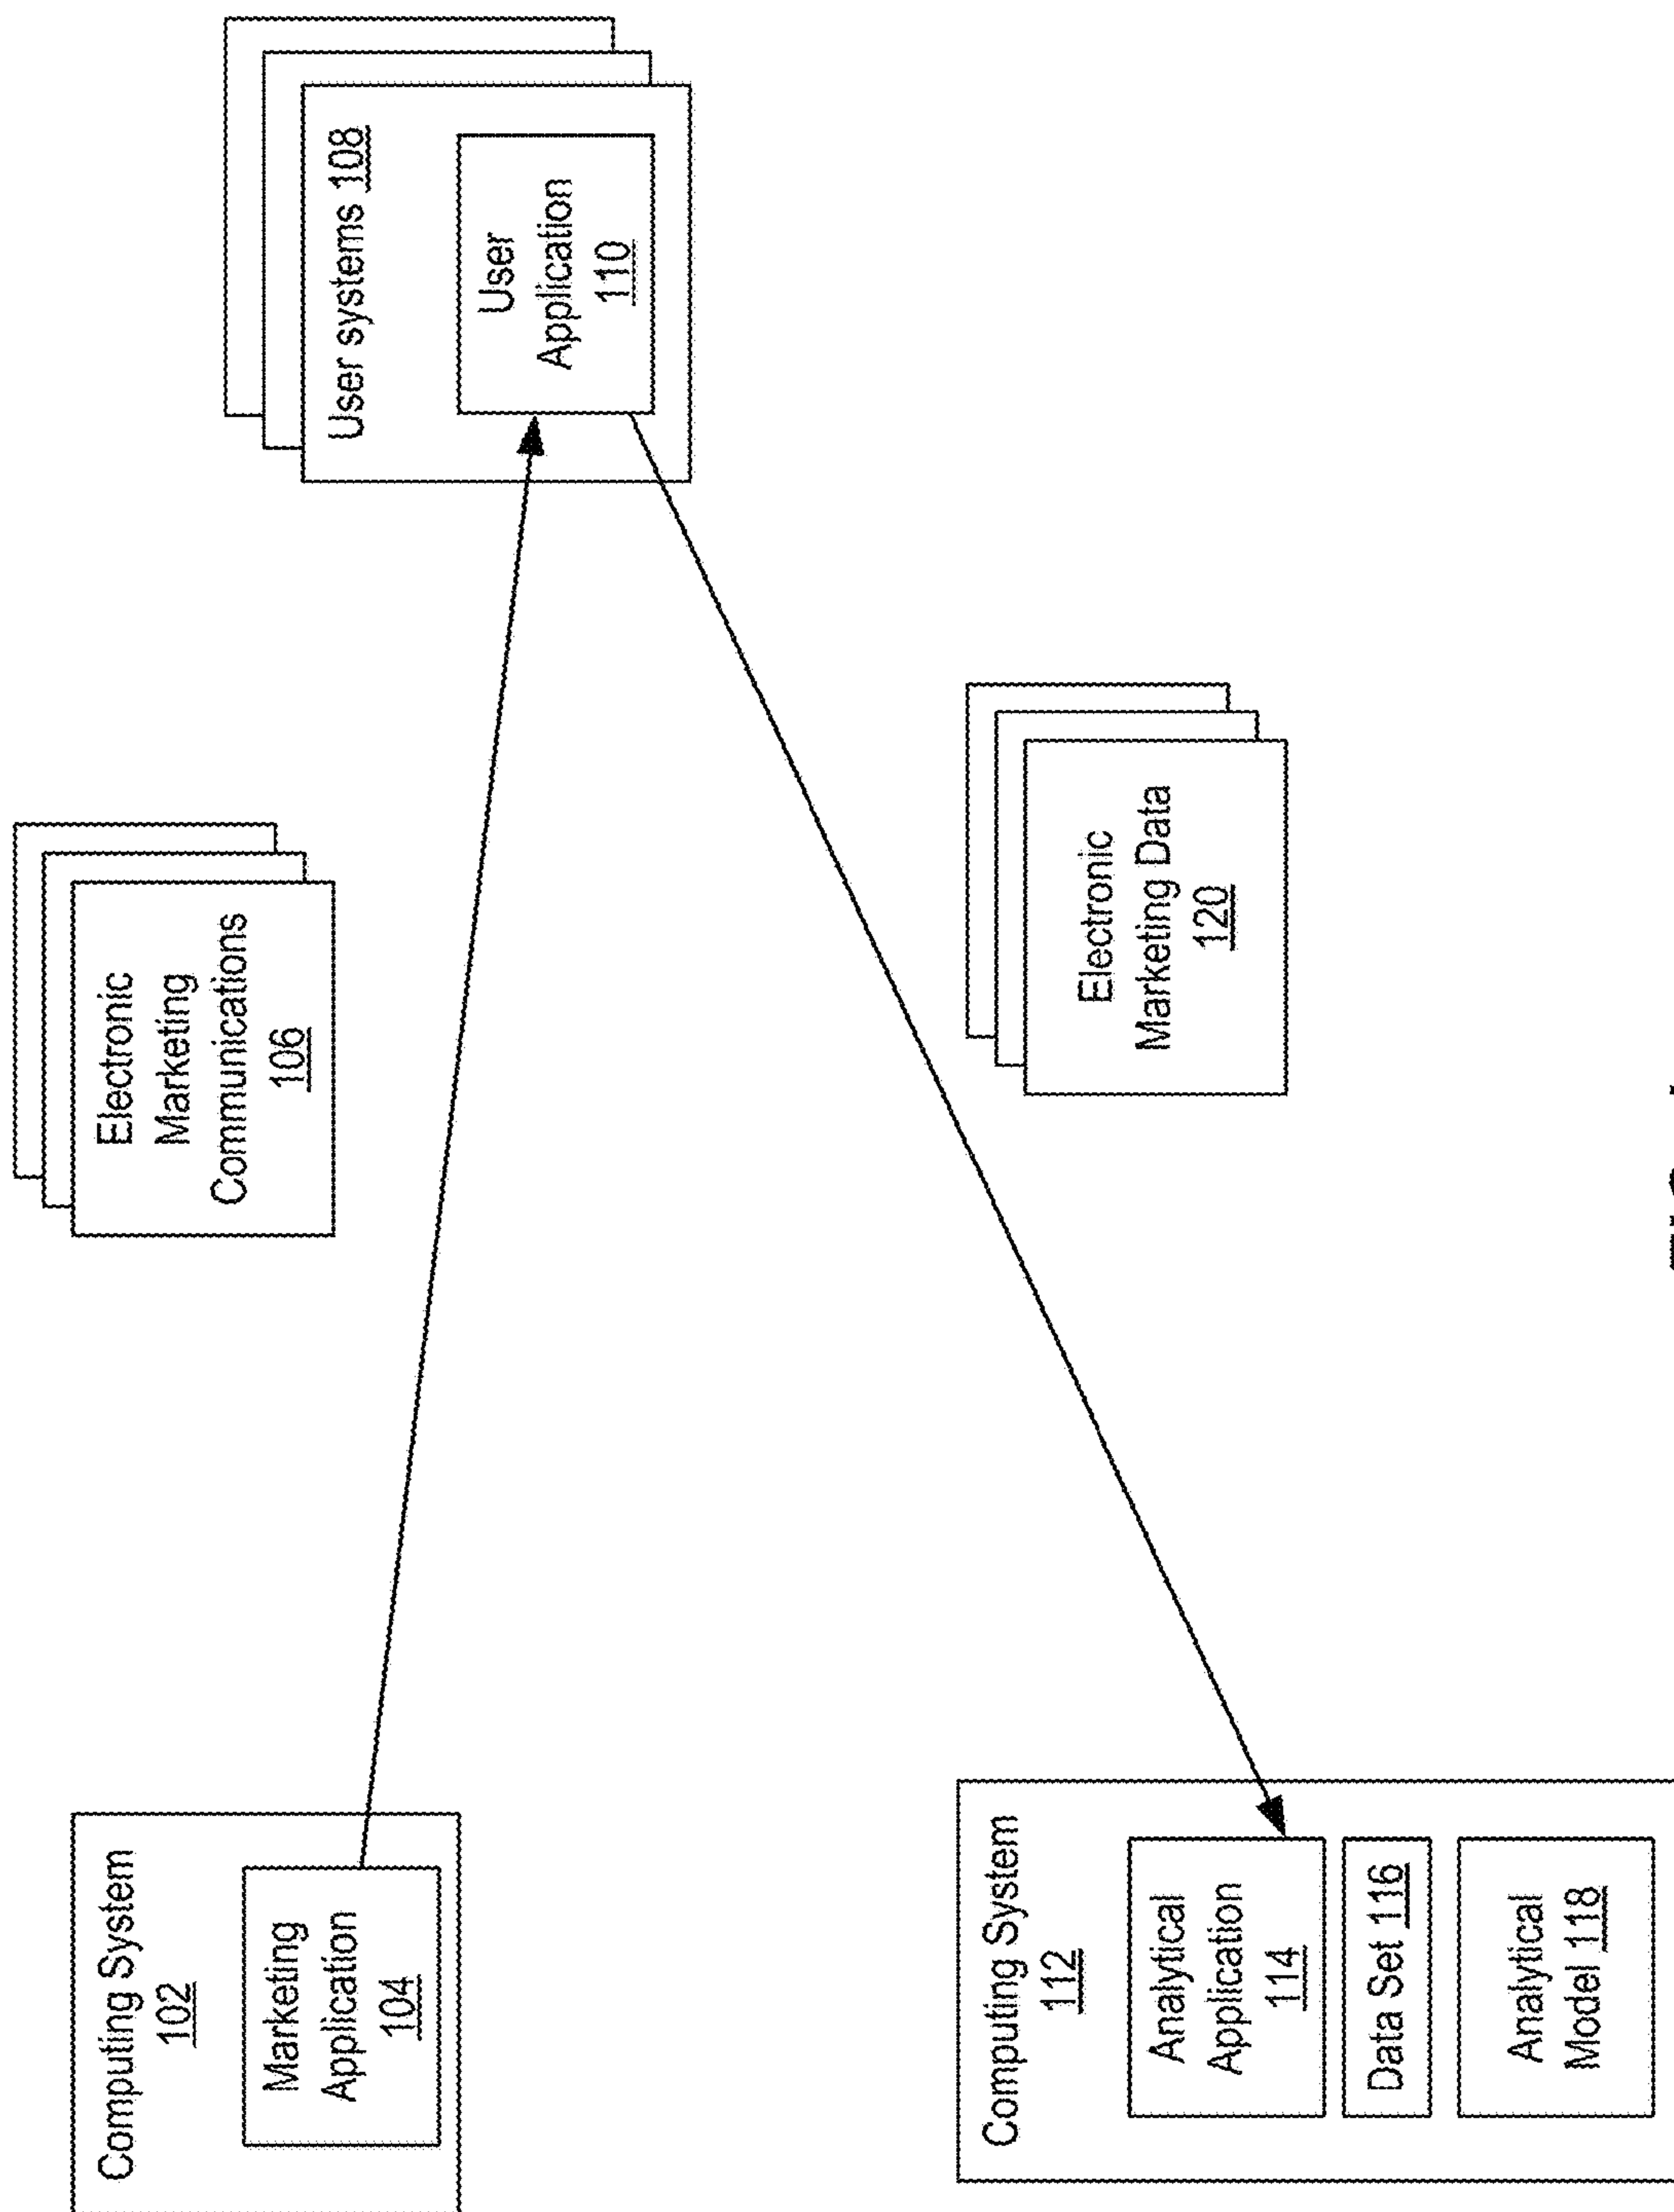 Computing System
102
Marketing
Application
104
Electronic
Marketing
Communications
106
User systems 108
User
Application
110
Computing System
112
Analytical
Application
114
Data Set 116
Analytical
Model 118
Electronic
Marketing Data
120